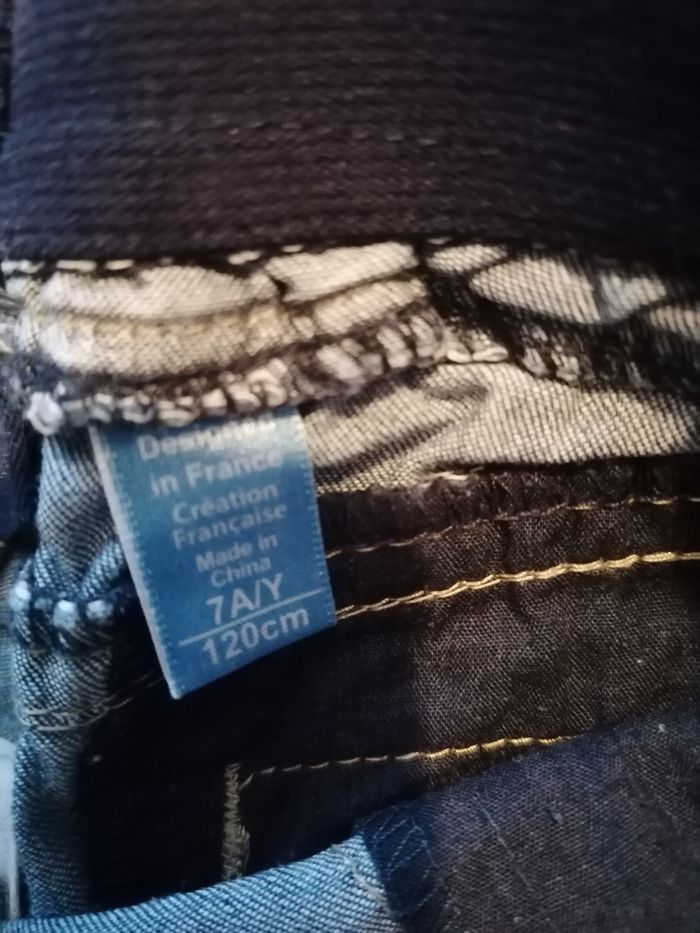 Designed
in France
Création
Française
Made in
China
7A/Y
120cm